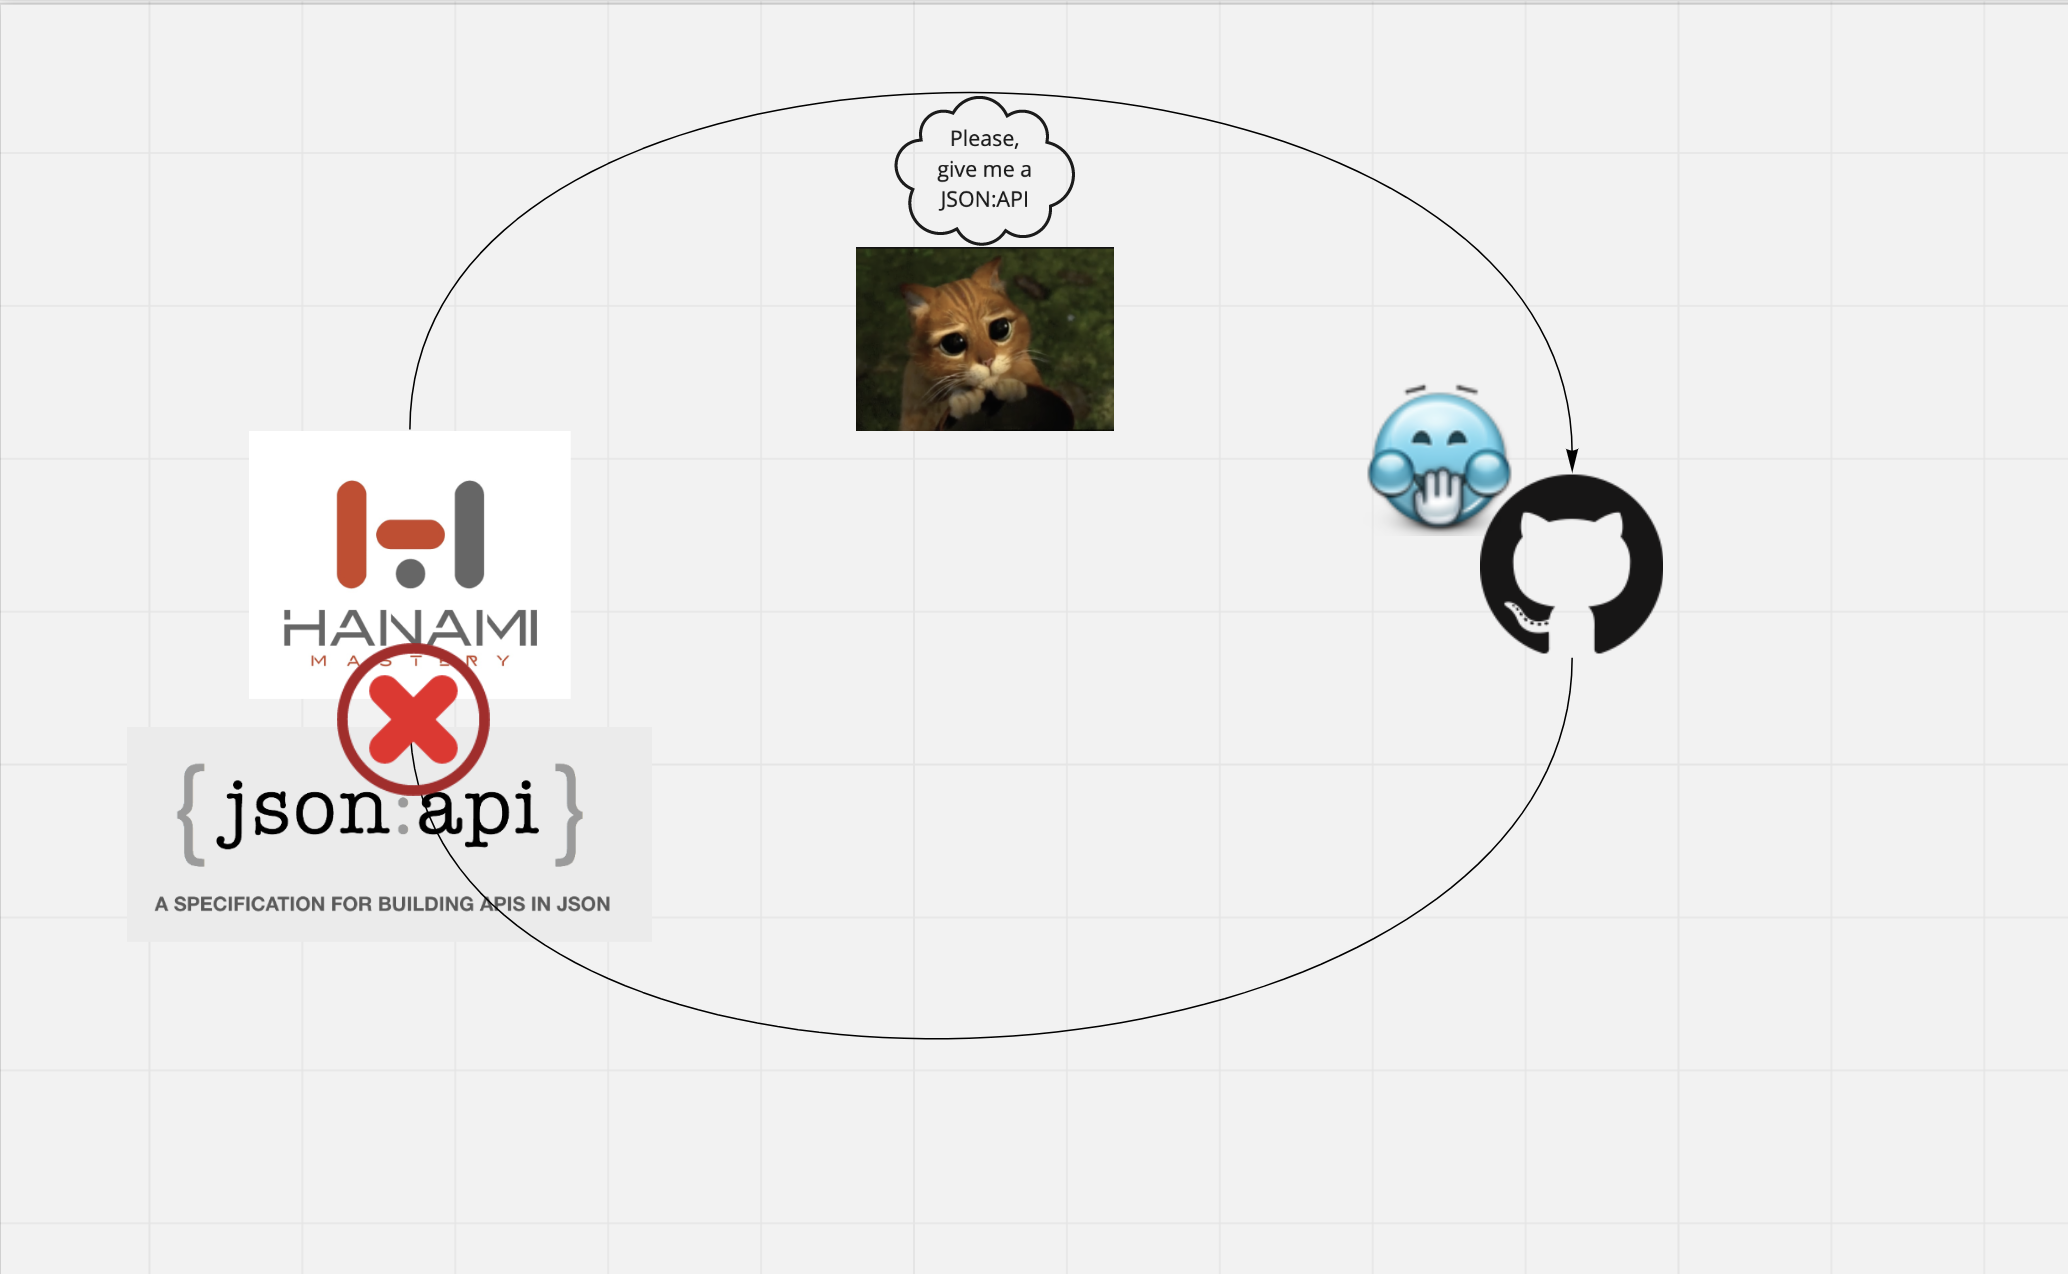 Please,
give me a
JSON:API
HANAMI
MASTERY
{json:api}
A SPECIFICATION FOR BUILDING APIS IN JSON